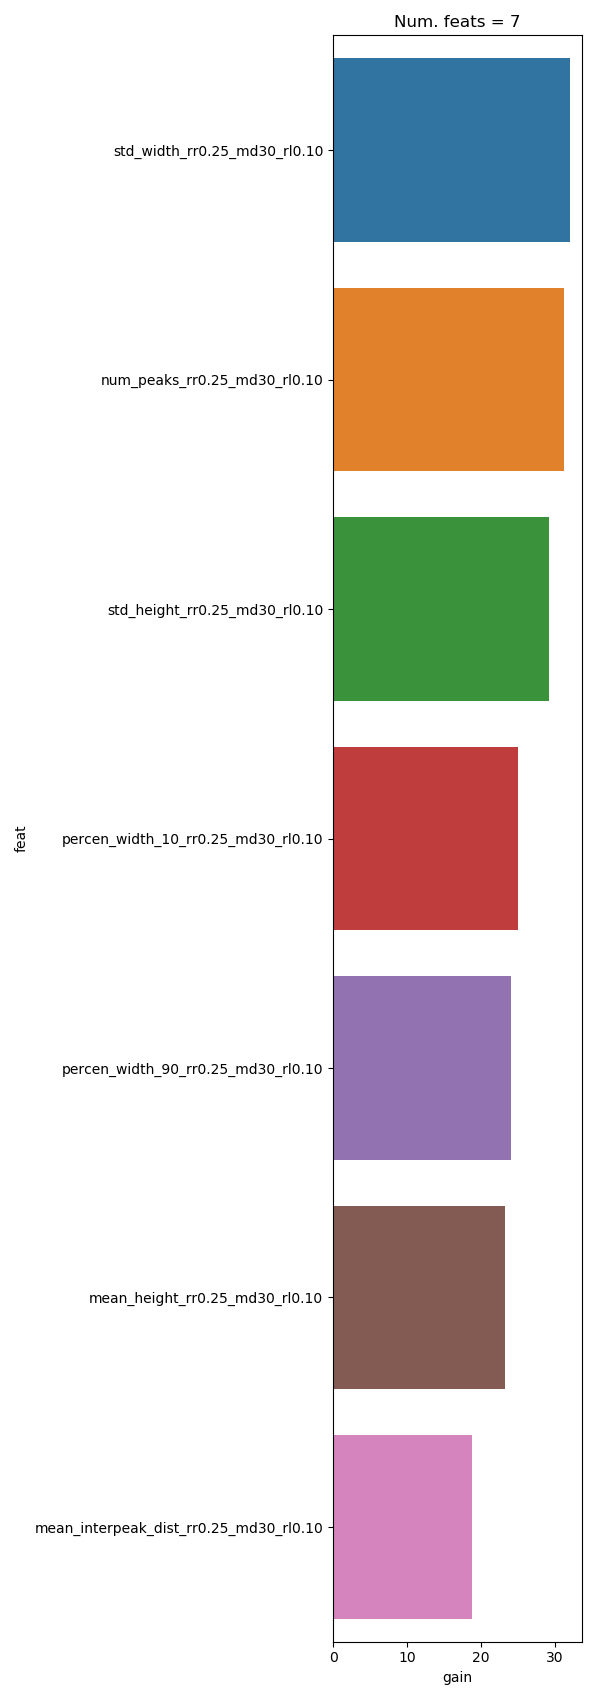 Num. feats = 7
std_width_rr0.25_md30_rl0.10
num_peaks_rr0.25_md30_rl0.10
std_height_rr0.25_md30_rl0.10
percen_width_10_rr0.25_md30_rl0.10
feat
percen_width_90_rr0.25_md30_rl0.10
mean_height_rr0.25_md30_rl0.10
mean_interpeak_dist_rr0.25_md30_rl0.10
0 10 20 30
gain